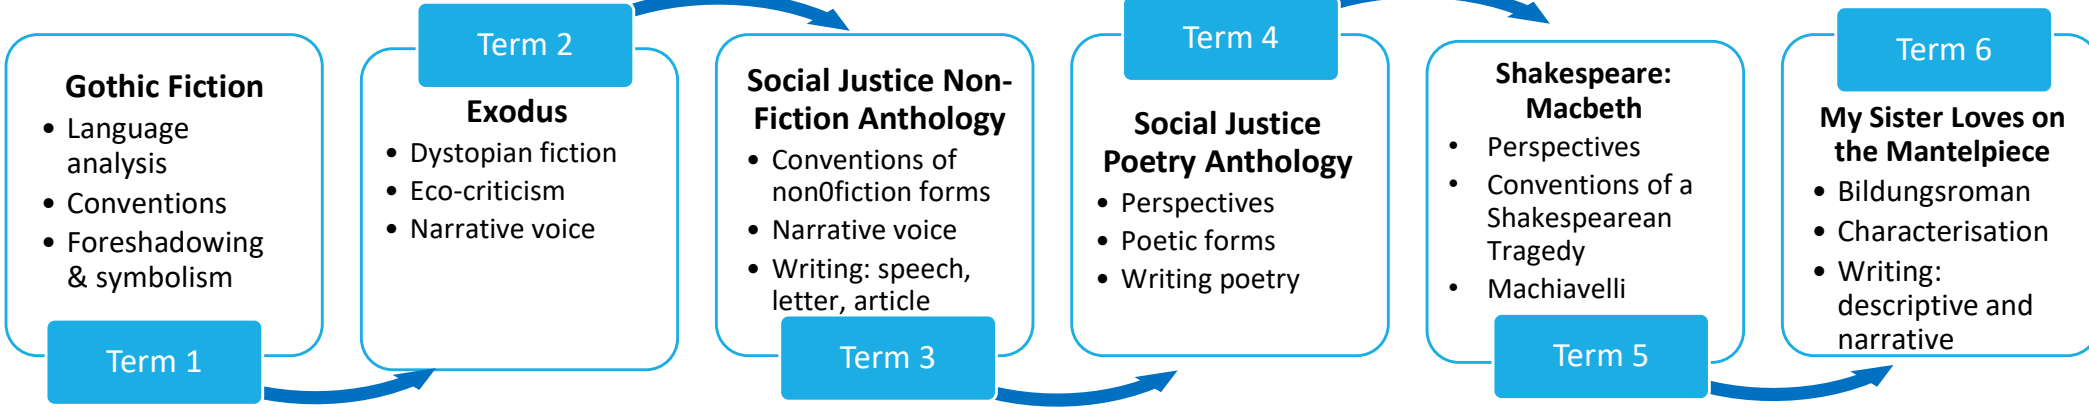 Gothic Fiction
• Language
analysis
• Conventions
• Foreshadowing
& symbolism
Term 1
Term 2
Exodus
• Dystopian fiction
• Eco-criticism
• Narrative voice
Social Justice Non-
Fiction Anthology
• Conventions of
non0fiction forms
• Narrative voice
• Writing: speech,
letter, article
Term 3
Term 4
Social Justice
Poetry Anthology
• Perspectives
• Poetic forms
• Writing poetry
Shakespeare:
Macbeth
• Perspectives
• Conventions of a
Shakespearean
Tragedy
• Machiavelli
Term 5
Term 6
My Sister Loves on
the Mantelpiece
• Bildungsroman
• Characterisation
• Writing:
descriptive and
narrative